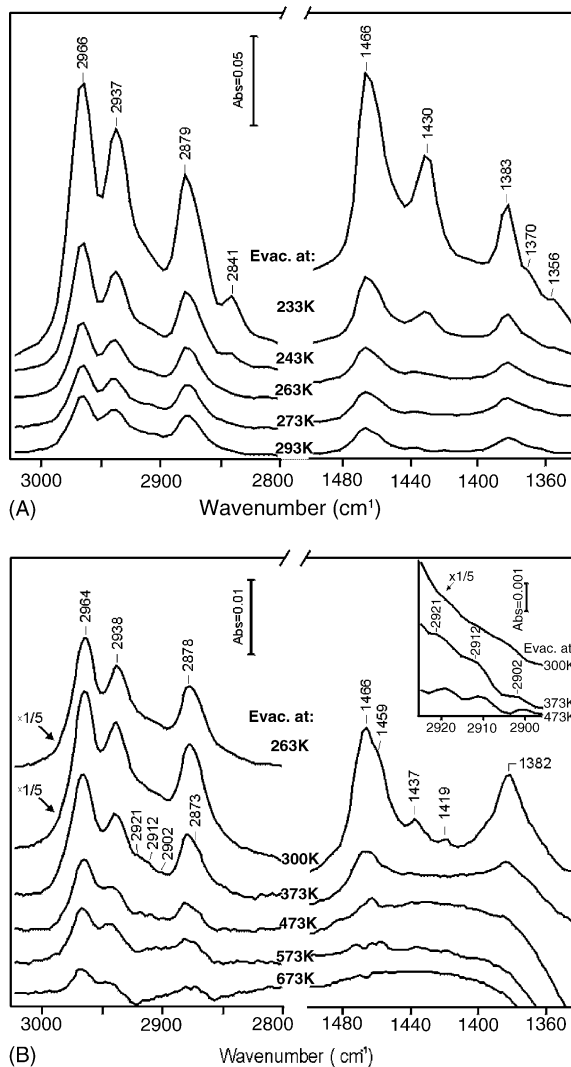 2966
2937
2879
2841
Abs=0.05
1466
1430
1383
1370
1356
Evac. at:
233K
243K
263K
273K
293K
3000 2900 2800 1480 1440 1400 1360
(A) Wavenumber (cm¹)
2964
2938
2878
Abs=0.01
×1/5
×1/5
Evac. at:
263K
2921
2912
2902
2873
300K
373K
473K
573K
673K
1466
1459
1437
1419
1382
x1/5
Abs=0.001
2921
2912
2902
Evac. at:
300K
373K
473K
2920 2910 2900
3000 2900 2800 1480 1440 1400 1360
(B) Wavenumber ( cm⁻¹)